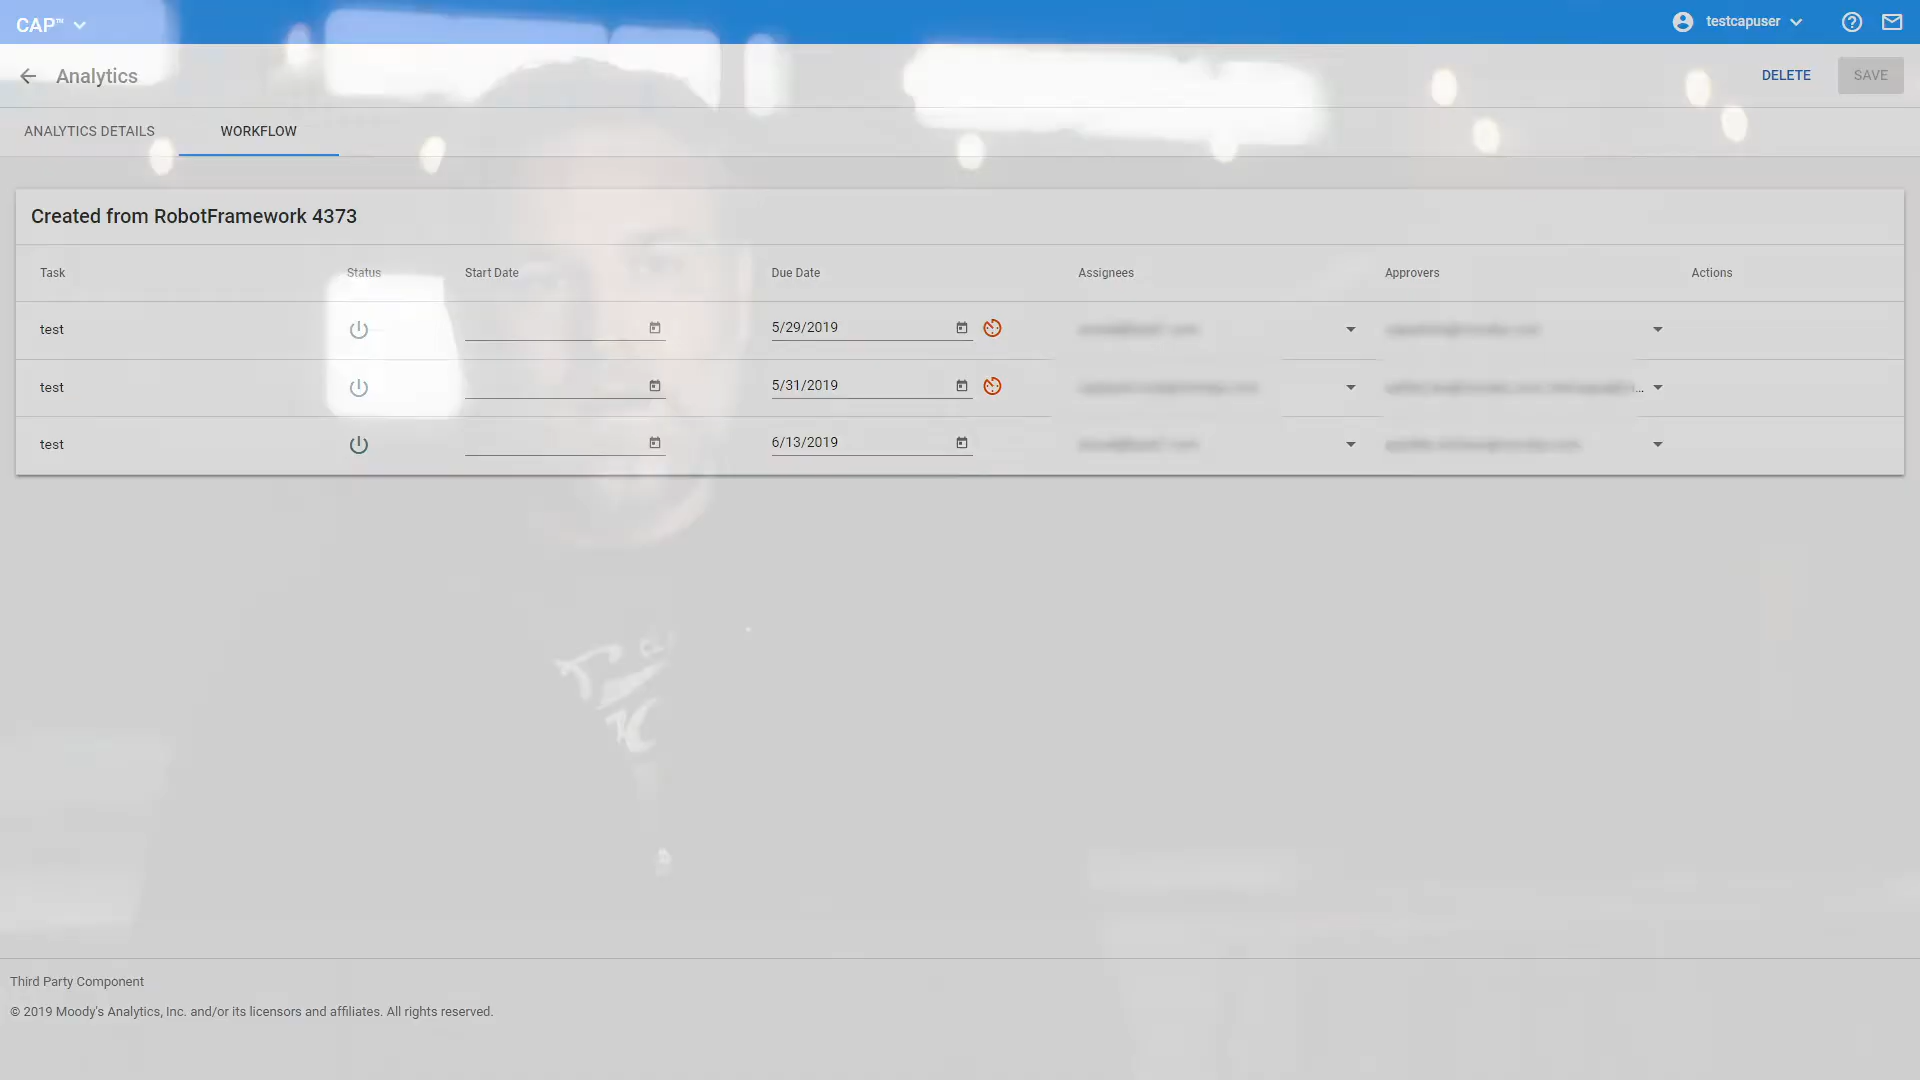 CAP™
testcapuser
Analytics
DELETE
SAVE
ANALYTICS DETAILS
WORKFLOW
Created from RobotFramework 4373
Task
Status
Start Date
Due Date
Assignees
Approvers
Actions
test
5/29/2019
test
5/31/2019
test
6/13/2019
Third Party Component
© 2019 Moody's Analytics, Inc. and/or its licensors and affiliates. All rights reserved.